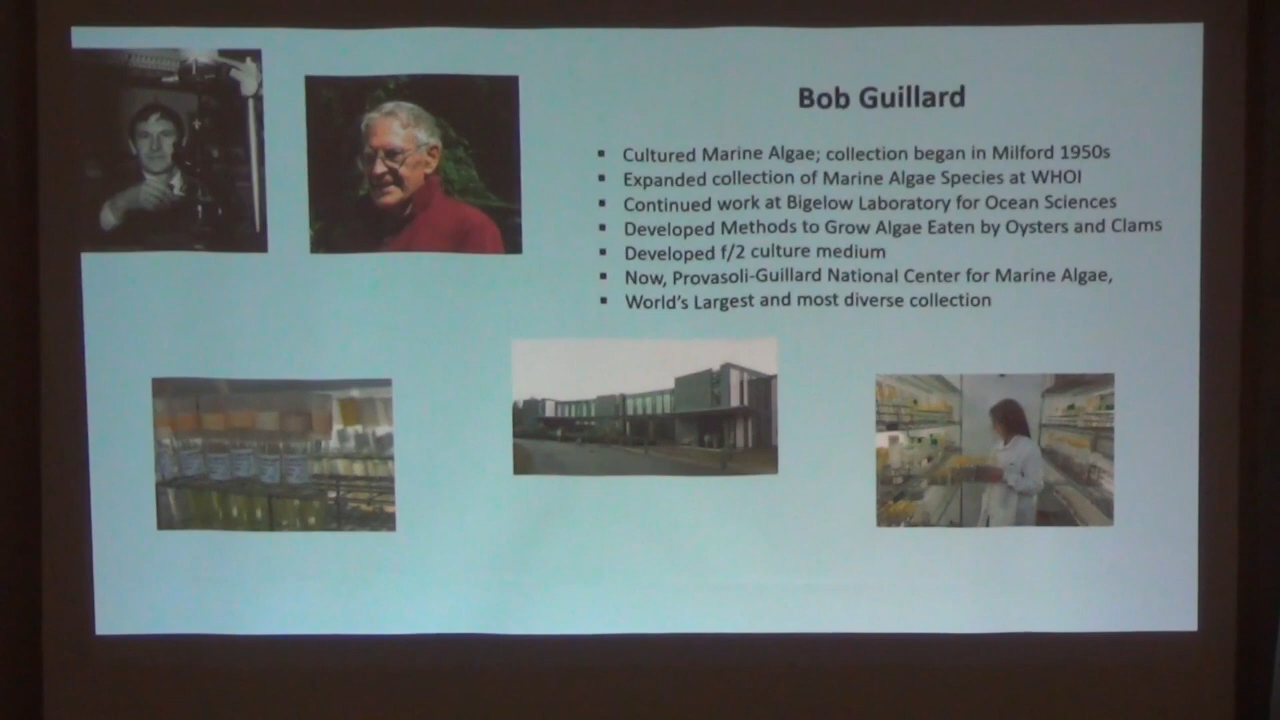 Bob Guillard
▪ Cultured Marine Algae; collection began in Milford 1950s
▪ Expanded collection of Marine Algae Species at WHOI
▪ Continued work at Bigelow Laboratory for Ocean Sciences
▪ Developed Methods to Grow Algae Eaten by Oysters and Clams
▪ Developed f/2 culture medium
▪ Now, Provasoli-Guillard National Center for Marine Algae,
▪ World's Largest and most diverse collection